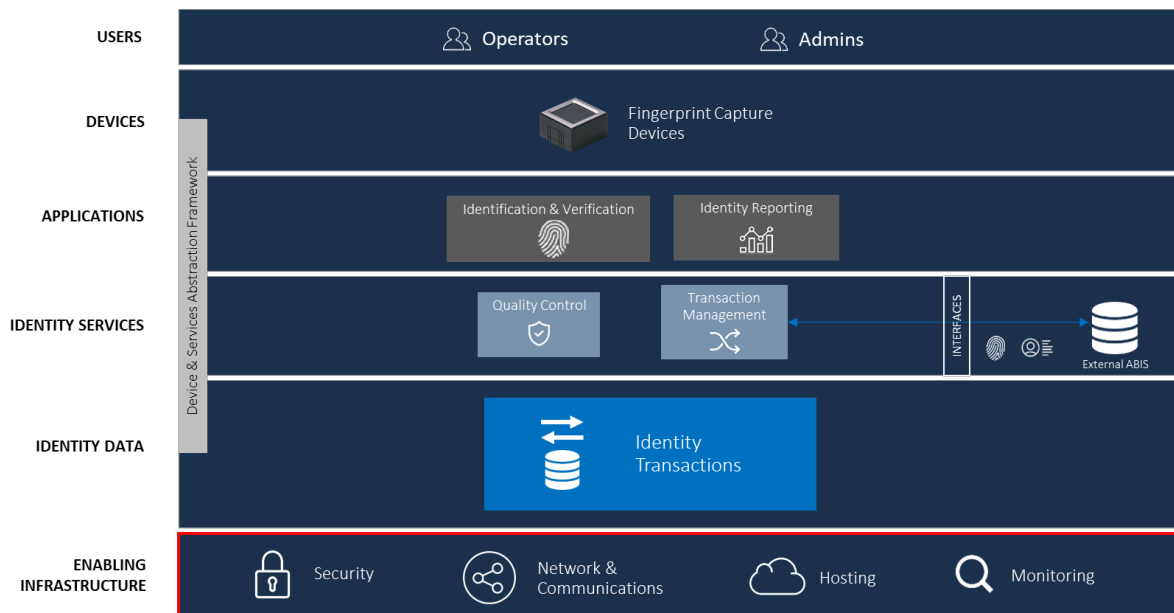 USERS
Operators
Admins
DEVICES
Fingerprint Capture
Devices
Device & Services Abstraction Framework
APPLICATIONS
Identification & Verification
Identity Reporting
IDENTITY SERVICES
Quality Control
Transaction
Management
INTERFACES
External ABIS
IDENTITY DATA
Identity
Transactions
ENABLING
INFRASTRUCTURE
Security
Network &
Communications
Hosting
Monitoring